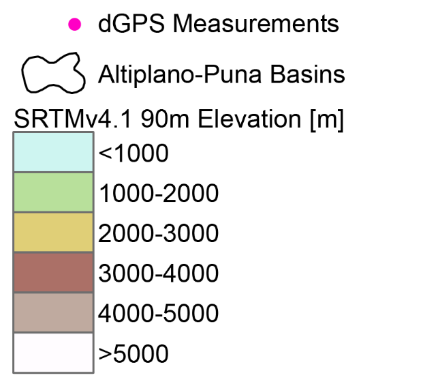 dGPS Measurements
Altiplano-Puna Basins
SRTMv4.1 90m Elevation [m]
<1000
1000-2000
2000-3000
3000-4000
4000-5000
>5000